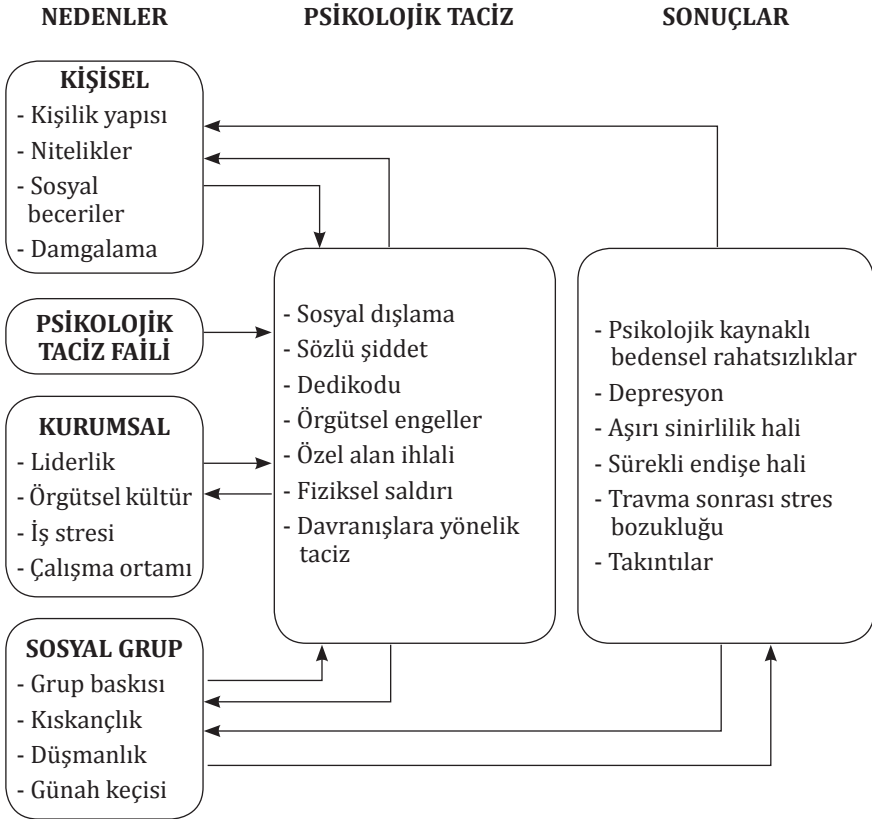 NEDENLER
PSİKOLOJİK TACİZ
SONUÇLAR
KİŞİSEL
- Kişilik yapısı
- Nitelikler
- Sosyal
beceriler
- Damgalama
PSİKOLOJİK
TACİZ FAİLİ
KURUMSAL
- Liderlik
- Örgütsel kültür
- İş stresi
- Çalışma ortamı
SOSYAL GRUP
- Grup baskısı
- Kıskançlık
- Düşmanlık
- Günah keçisi
- Sosyal dışlama
- Sözlü şiddet
- Dedikodu
- Örgütsel engeller
- Özel alan ihlali
- Fiziksel saldırı
- Davranışlara yönelik
taciz
- Psikolojik kaynaklı
bedensel rahatsızlıklar
- Depresyon
- Aşırı sinirlilik hali
- Sürekli endişe hali
- Travma sonrası stres
bozukluğu
- Takıntılar